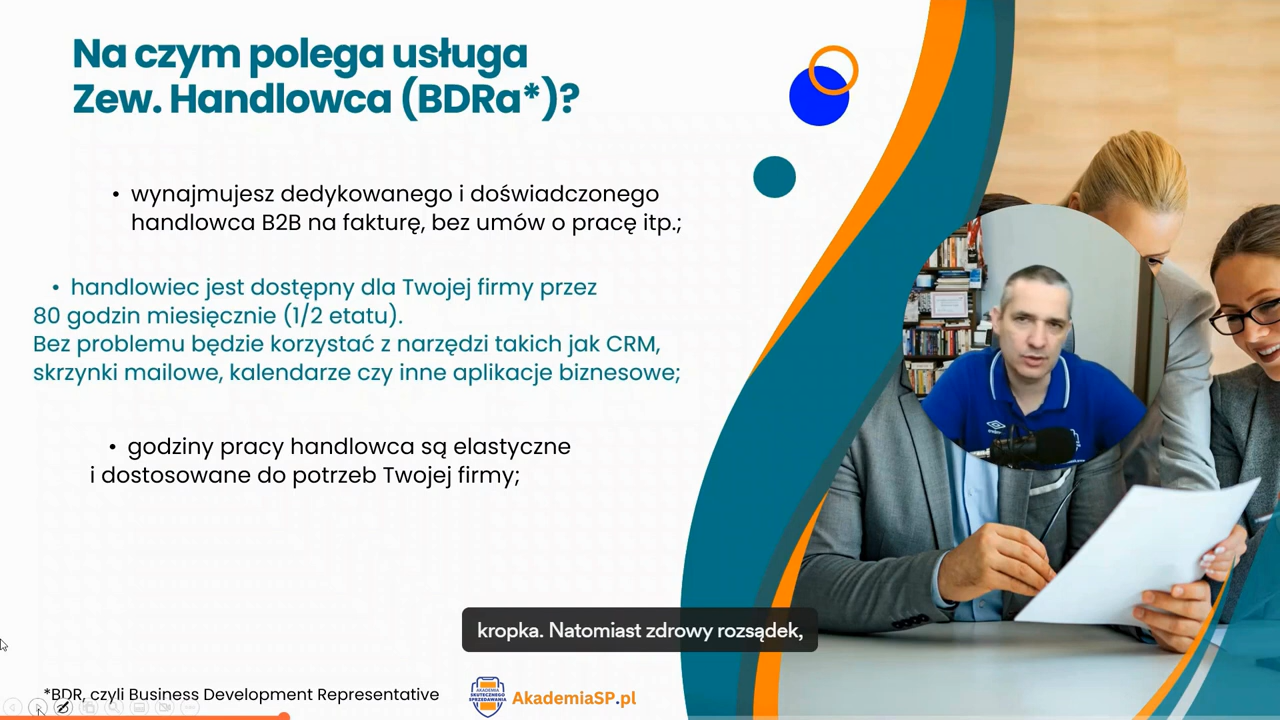 Na czym polega usługa
Zew. Handlowca (BDRa*)?
• wynajmujesz dedykowanego i doświadczonego
handlowca B2B na fakturę, bez umów o pracę itp.;
• handlowiec jest dostępny dla Twojej firmy przez
80 godzin miesięcznie (1/2 etatu).
Bez problemu będzie korzystać z narzędzi takich jak CRM,
skrzynki mailowe, kalendarze czy inne aplikacje biznesowe;
• godziny pracy handlowca są elastyczne
i dostosowane do potrzeb Twojej firmy;
kropka. Natomiast zdrowy rozsądek,
*BDR, czyli Business Development Representative
AKADEMIA
SKUTECZNEGO
SPRZEDAWANIA
AkademiaSP.pl